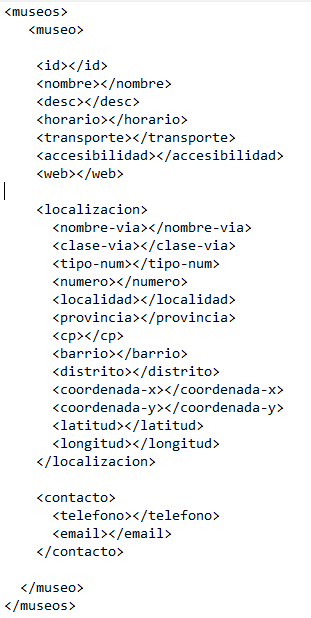 <museos>
<museo>
<id></id>
<nombre></nombre>
<desc></desc>
<horario></horario>
<transporte></transporte>
<accesibilidad></accesibilidad>
<web></web>
<localizacion>
<nombre-via></nombre-via>
<clase-via></clase-via>
<tipo-num></tipo-num>
<numero></numero>
<localidad></localidad>
<provincia></provincia>
<cp></cp>
<barrio></barrio>
<distrito></distrito>
<coordenada-x></coordenada-x>
<coordenada-y></coordenada-y>
<latitud></latitud>
<longitud></longitud>
</localizacion>
<contacto>
<telefono></telefono>
<email></email>
</contacto>
</museo>
</museos>